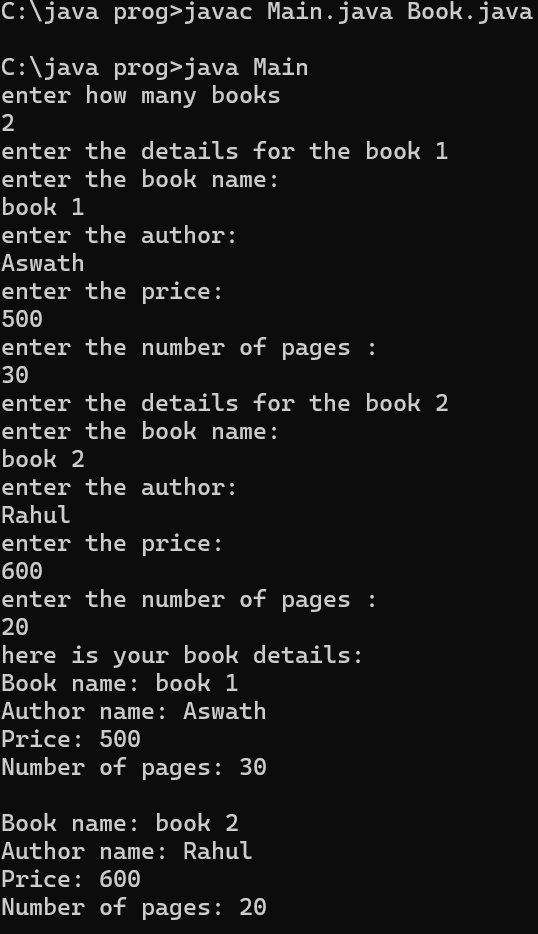 C:\java prog>javac Main.java Book.java
C:\java prog>java Main
enter how many books
2
enter the details for the book 1
enter the book name:
book 1
enter the author:
Aswath
enter the price:
500
enter the number of pages :
30
enter the details for the book 2
enter the book name:
book 2
enter the author:
Rahul
enter the price:
600
enter the number of pages :
20
here is your book details:
Book name: book 1
Author name: Aswath
Price: 500
Number of pages: 30
Book name: book 2
Author name: Rahul
Price: 600
Number of pages: 20